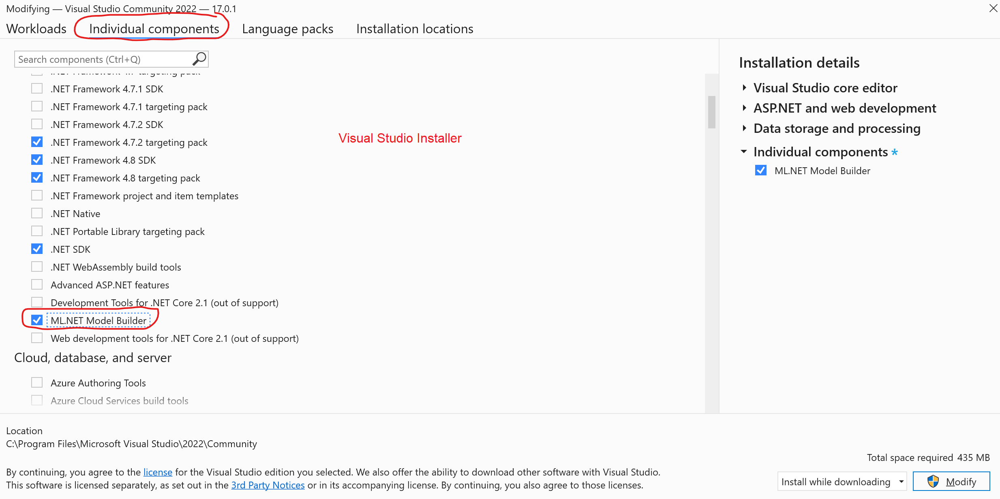 Modifying — Visual Studio Community 2022 — 17.0.1
Workloads Individual components Language packs Installation locations
Search components (Ctrl+Q)
.NET Framework 4.7 targeting pack
.NET Framework 4.7.1 SDK
.NET Framework 4.7.1 targeting pack
.NET Framework 4.7.2 SDK
.NET Framework 4.7.2 targeting pack
.NET Framework 4.8 SDK
.NET Framework 4.8 targeting pack
.NET Framework project and item templates
.NET Native
.NET Portable Library targeting pack
.NET SDK
.NET WebAssembly build tools
Advanced ASP.NET features
Development Tools for .NET Core 2.1 (out of support)
ML.NET Model Builder
Web development tools for .NET Core 2.1 (out of support)
Cloud, database, and server
Azure Authoring Tools
Azure Cloud Services build tools
Visual Studio Installer
Installation details
Visual Studio core editor
ASP.NET and web development
Data storage and processing
Individual components *
ML.NET Model Builder
Location
C:\Program Files\Microsoft Visual Studio\2022\Community
Total space required 435 MB
By continuing, you agree to the license for the Visual Studio edition you selected. We also offer the ability to download other software with Visual Studio.
This software is licensed separately, as set out in the 3rd Party Notices or in its accompanying license. By continuing, you also agree to those licenses.
Install while downloading
Modify